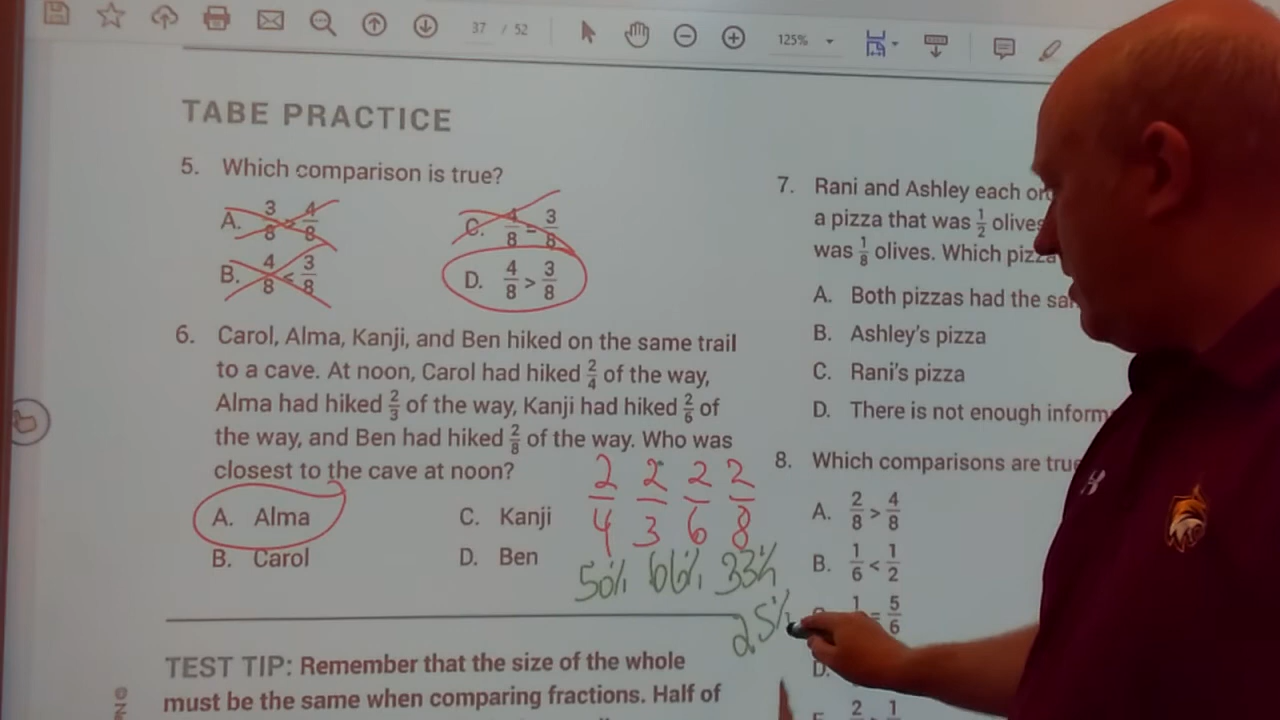 37 / 52
125%
TABE PRACTICE
5. Which comparison is true?
A. 3/8 > 4/8
B. 4/8 < 3/8
C. 4/8 = 3/8
D. 4/8 > 3/8
6. Carol, Alma, Kanji, and Ben hiked on the same trail
to a cave. At noon, Carol had hiked 2/4 of the way,
Alma had hiked 2/3 of the way, Kanji had hiked 2/6 of
the way, and Ben had hiked 2/8 of the way. Who was
closest to the cave at noon?
A. Alma
B. Carol
C. Kanji
D. Ben
2/4 2/3 2/6 2/8
50% 66% 33%
25%
TEST TIP: Remember that the size of the whole
must be the same when comparing fractions. Half of
7. Rani and Ashley each
a pizza that was 1/2 olives
was 1/8 olives. Which
A. Both pizzas had the
B. Ashley's pizza
C. Rani's pizza
D. There is not enough
8. Which comparisons are
A. 2/8 > 4/8
B. 1/6 < 1/2
= 5/6
D.